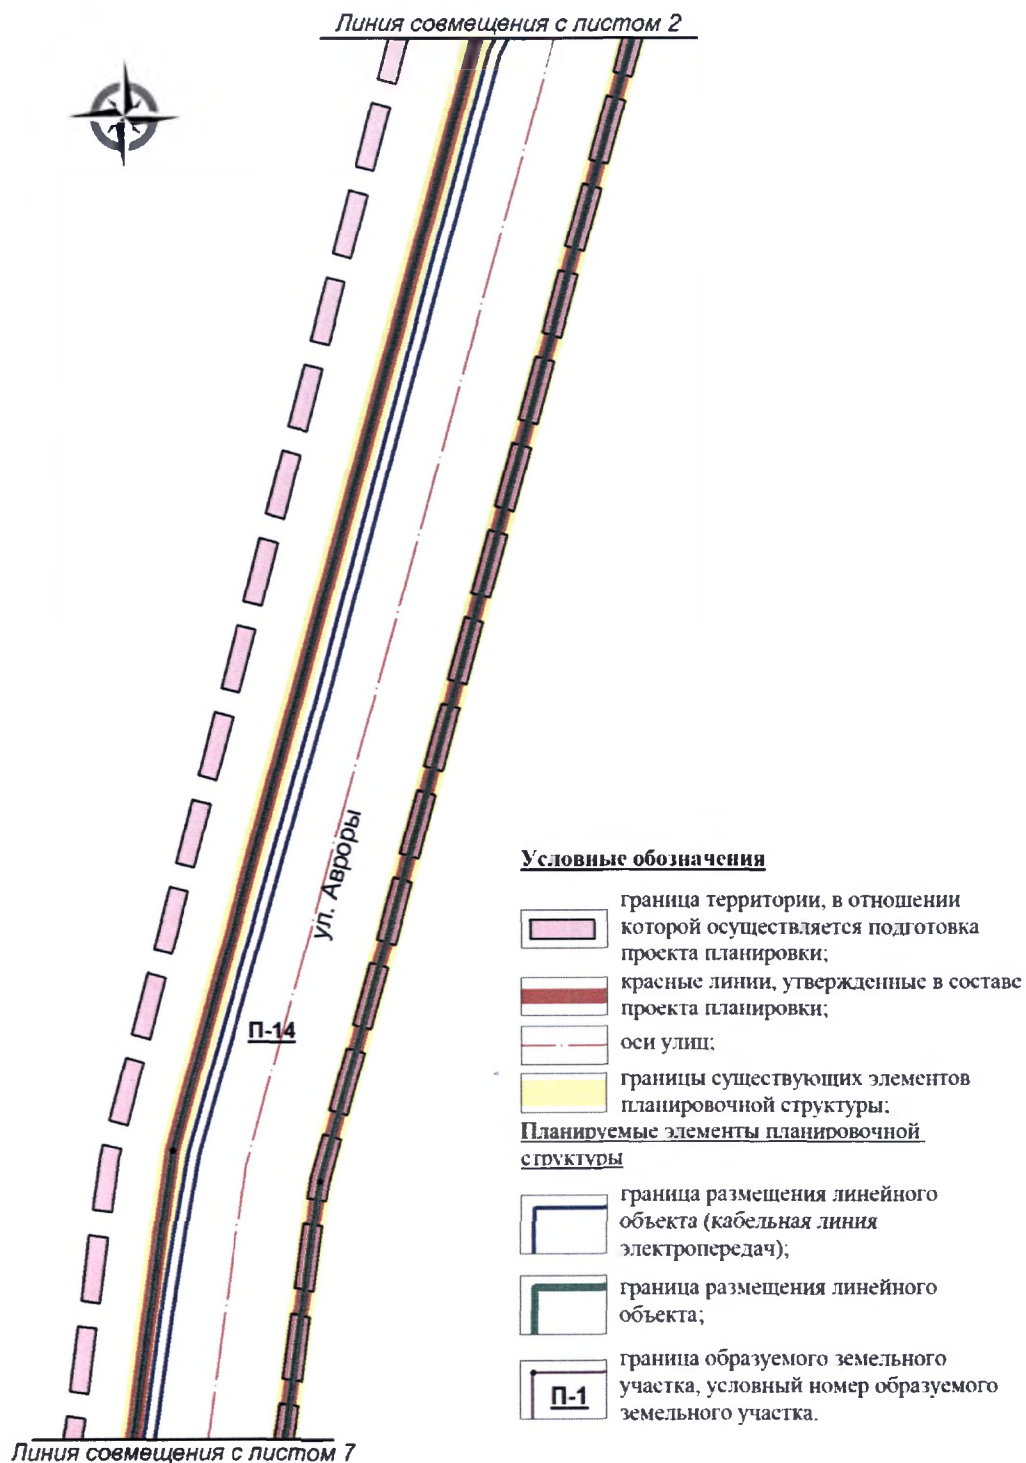 Линия совмещения с листом 2
ул. Авроры
П-14
Условные обозначения
граница территории, в отношении
которой осуществляется подготовка
проекта планировки;
красные линии, утвержденные в составе
проекта планировки;
оси улиц;
границы существующих элементов
планировочной структуры;
Планируемые элементы планировочной
структуры
граница размещения линейного
объекта (кабельная линия
электропередач);
граница размещения линейного
объекта;
граница образуемого земельного
участка, условный номер образуемого
земельного участка.
П-1
Линия совмещения с листом 7